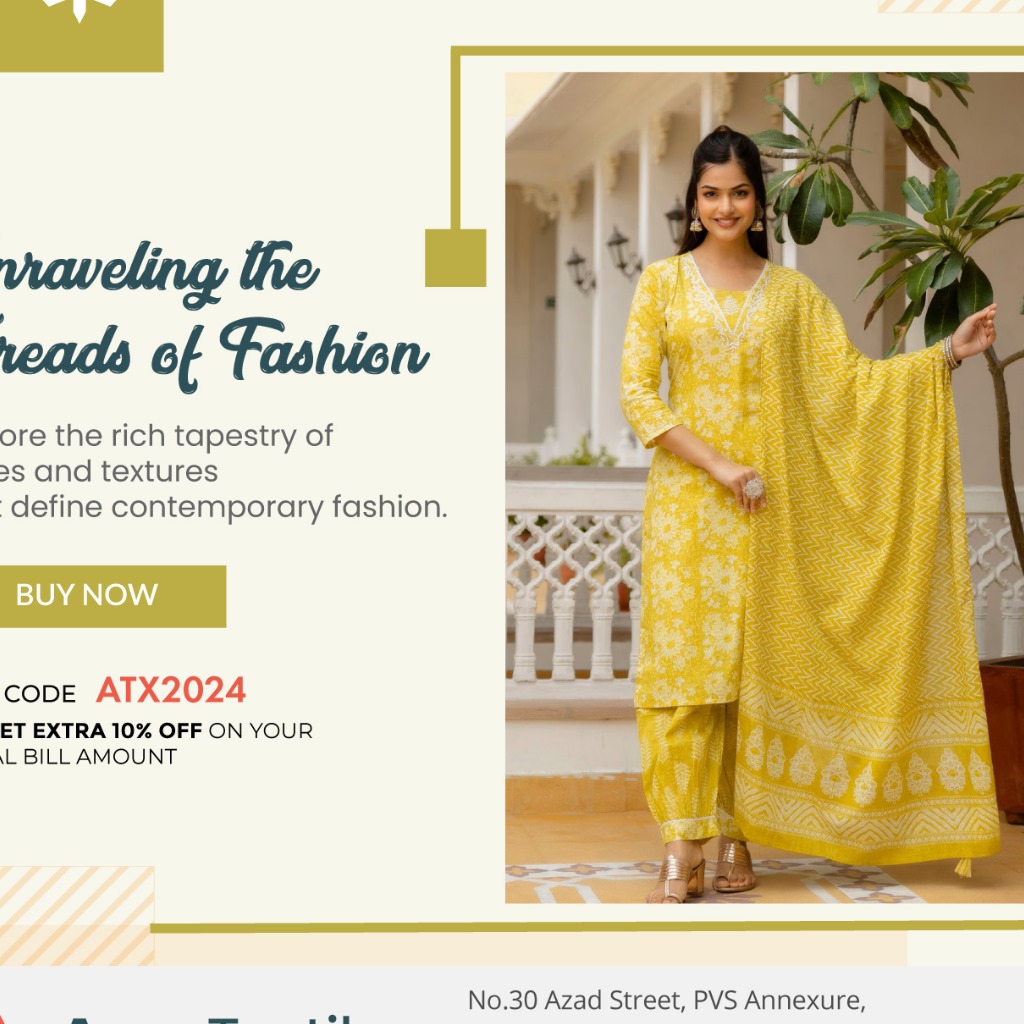 nraveling the
reads of Fashion
ore the rich tapestry of
es and textures
t define contemporary fashion.
BUY NOW
CODE ATX2024
ET EXTRA 10% OFF ON YOUR
AL BILL AMOUNT
No.30 Azad Street, PVS Annexure,